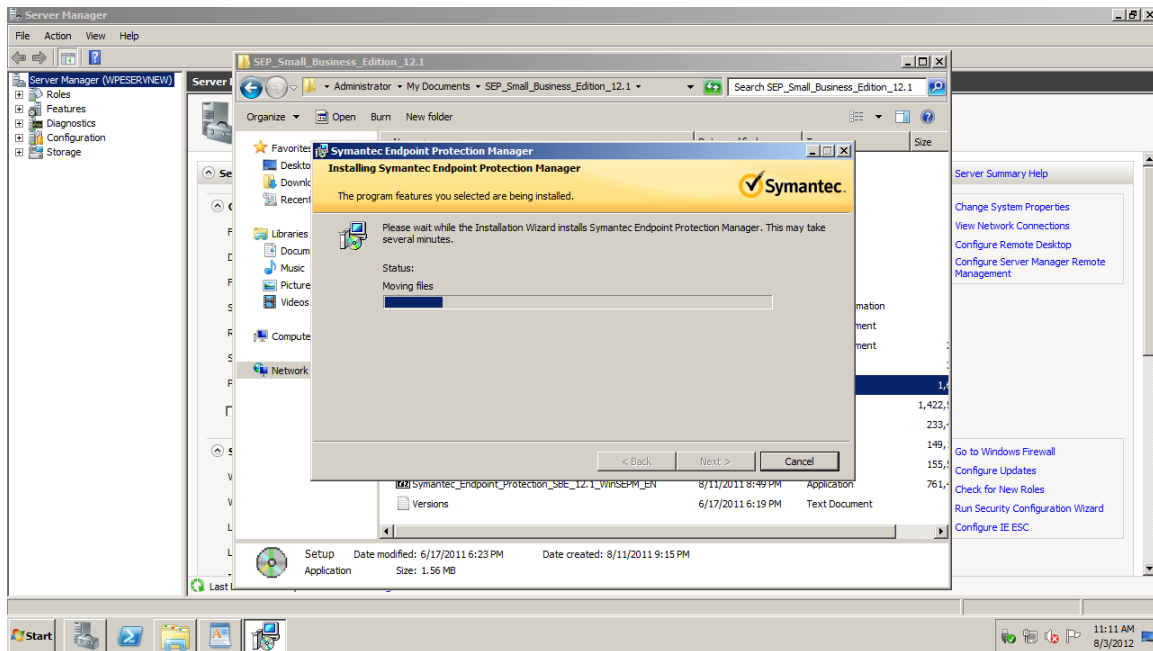 Server Manager
File Action View Help
Server Manager (WPESERVNEW)
Roles
Features
Diagnostics
Configuration
Storage
SEP_Small_Business_Edition_12.1
Administrator My Documents SEP_Small_Business_Edition_12.1
Search SEP_Small_Business_Edition_12.1
Organize Open Burn New folder
Size
Favorites
Libraries
Music
Videos
Network
Symantec Endpoint Protection Manager
Installing Symantec Endpoint Protection Manager
The program features you selected are being installed.
Symantec.
Please wait while the Installation Wizard installs Symantec Endpoint Protection Manager. This may take
several minutes.
Status:
Moving files
< Back Next > Cancel
Symantec_Endpoint_Protection_SBE_12.1_WinSEPM_EN 8/11/2011 8:49 PM Application 761,
Versions 6/17/2011 6:19 PM Text Document
1,422,
233,
149,
155,
Setup Date modified: 6/17/2011 6:23 PM Date created: 8/11/2011 9:15 PM
Application Size: 1.56 MB
Server Summary Help
Change System Properties
View Network Connections
Configure Remote Desktop
Configure Server Manager Remote
Management
Go to Windows Firewall
Configure Updates
Check for New Roles
Run Security Configuration Wizard
Configure IE ESC
Last
Start
11:11 AM
8/3/2012